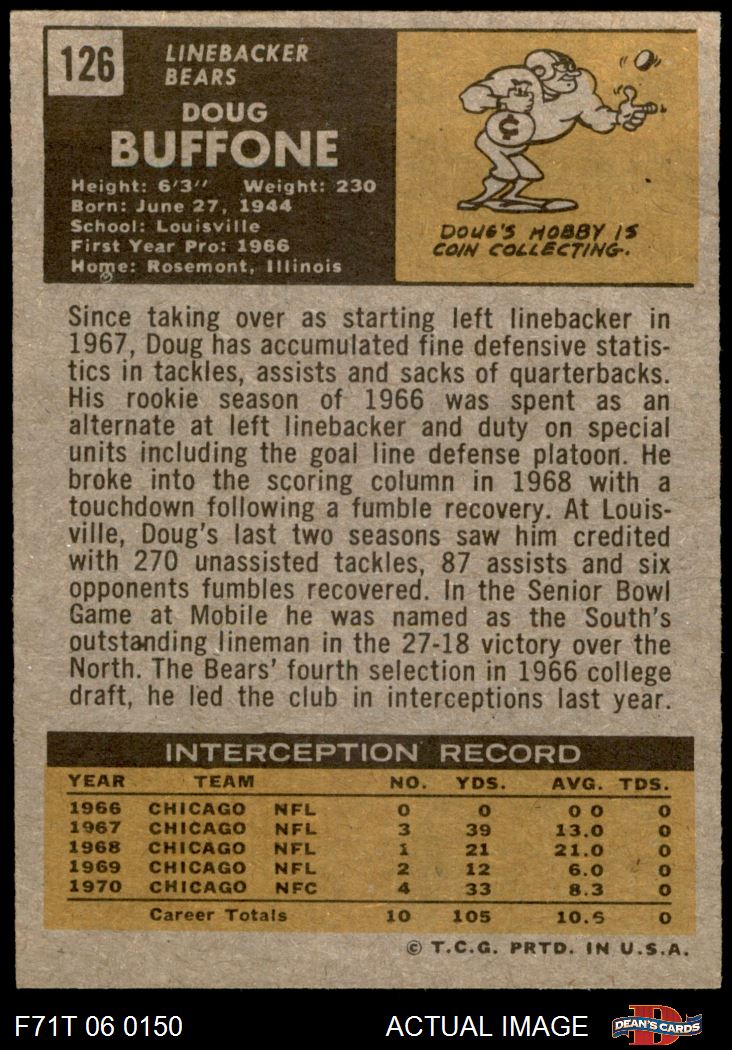 126
LINEBACKER
BEARS
DOUG
BUFFONE
Height: 6'3" Weight: 230
Born: June 27, 1944
School: Louisville
First Year Pro: 1966
Home: Rosemont, Illinois
¢
DOUG'S HOBBY IS
COIN COLLECTING.
Since taking over as starting left linebacker in
1967, Doug has accumulated fine defensive statis-
tics in tackles, assists and sacks of quarterbacks.
His rookie season of 1966 was spent as an
alternate at left linebacker and duty on special
units including the goal line defense platoon. He
broke into the scoring column in 1968 with a
touchdown following a fumble recovery. At Louis-
ville, Doug's last two seasons saw him credited
with 270 unassisted tackles, 87 assists and six
opponents fumbles recovered. In the Senior Bowl
Game at Mobile he was named as the South's
outstanding lineman in the 27-18 victory over the
North. The Bears' fourth selection in 1966 college
draft, he led the club in interceptions last year.
INTERCEPTION RECORD
YEAR TEAM NO. YDS. AVG. TDS.
1966 CHICAGO NFL 0 0 0 0 0
1967 CHICAGO NFL 3 39 13.0 0
1968 CHICAGO NFL 1 21 21.0 0
1969 CHICAGO NFL 2 12 6.0 0
1970 CHICAGO NFC 4 33 8.3 0
Career Totals 10 105 10.5 0
© T.C.G. PRTD. IN U.S.A.
F71T 06 0150 ACTUAL IMAGE D DEAN'S CARDS